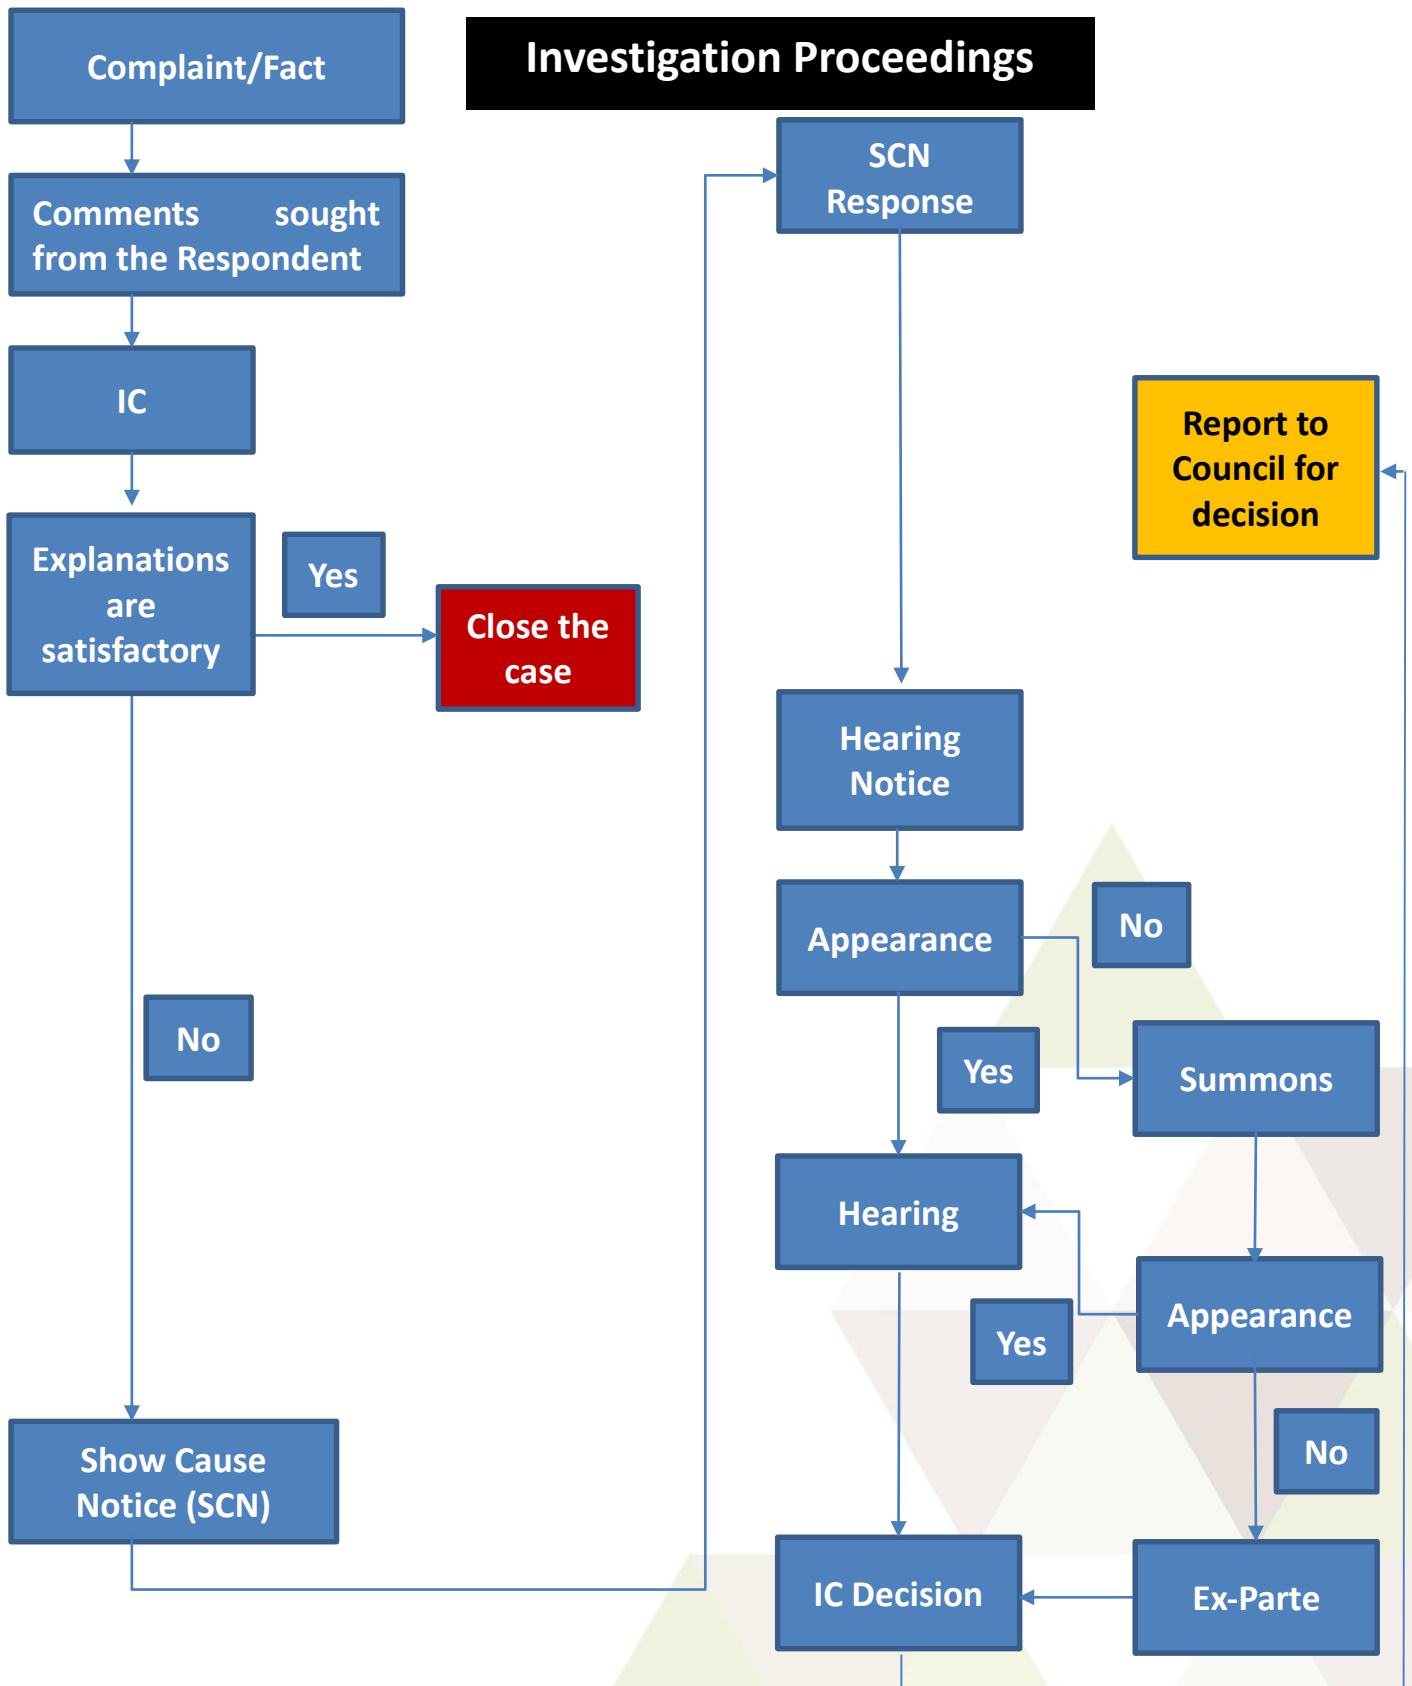 Investigation Proceedings
Complaint/Fact
Comments sought
from the Respondent
IC
Explanations
are
satisfactory
Yes
Close the
case
No
Show Cause
Notice (SCN)
SCN
Response
Hearing
Notice
Appearance
No
Yes
Summons
Hearing
Appearance
Yes
No
IC Decision
Ex-Parte
Report to
Council for
decision